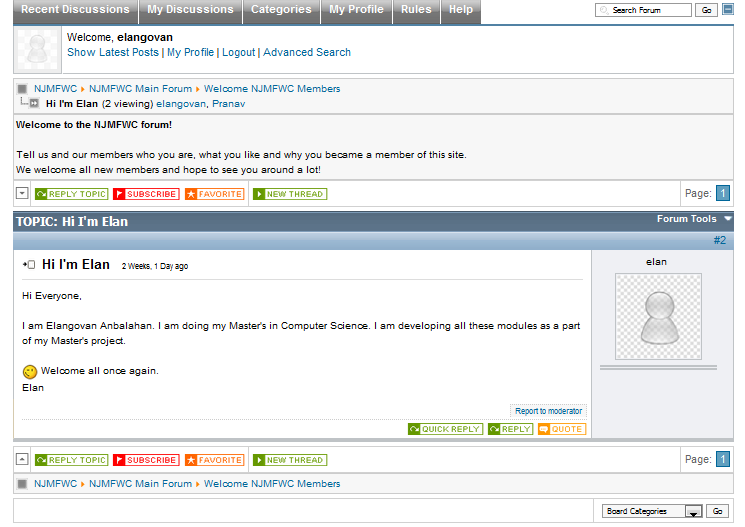 Recent Discussions My Discussions Categories My Profile Rules Help Search Forum Go
Welcome, elangovan
Show Latest Posts | My Profile | Logout | Advanced Search
NJMFWC NJMFWC Main Forum Welcome NJMFWC Members
Hi I'm Elan (2 viewing) elangovan, Pranav
Welcome to the NJMFWC forum!
Tell us and our members who you are, what you like and why you became a member of this site.
We welcome all new members and hope to see you around a lot!
REPLY TOPIC SUBSCRIBE FAVORITE NEW THREAD Page: 1
TOPIC: Hi I'm Elan Forum Tools
#2
Hi I'm Elan 2 Weeks, 1 Day ago elan
Hi Everyone,
I am Elangovan Anbalahan. I am doing my Master's in Computer Science. I am developing all these modules as a part
of my Master's project.
Welcome all once again.
Elan
Report to moderator
QUICK REPLY REPLY QUOTE
REPLY TOPIC SUBSCRIBE FAVORITE NEW THREAD Page: 1
NJMFWC NJMFWC Main Forum Welcome NJMFWC Members
Board Categories Go